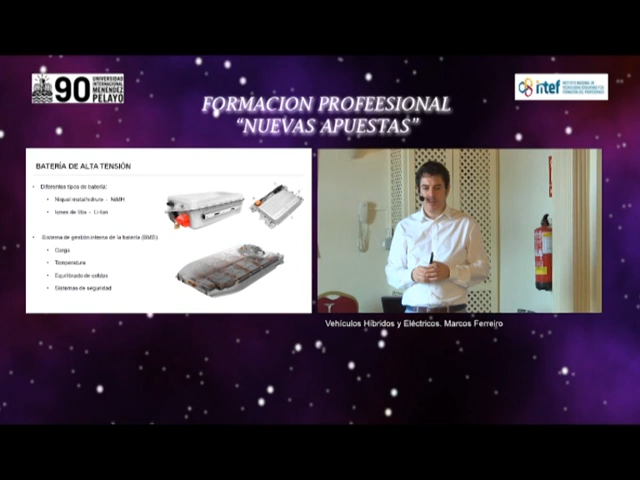 90
UNIVERSIDAD
INTERNACIONAL
MENÉNDEZ
PELAYO
intef
FORMACION PROFEESIONAL
“NUEVAS APUESTAS”
BATERÍA DE ALTA TENSIÓN
• Diferentes tipos de batería:
• Níquel metal hidruro - NiMH
• Iones de litio - Li-Ion
• Sistema de gestión interna de la batería (BMS)
• Carga
• Temperatura
• Equilibrado de celdas
• Sistemas de seguridad
Vehículos Híbridos y Eléctricos. Marcos Ferreiro